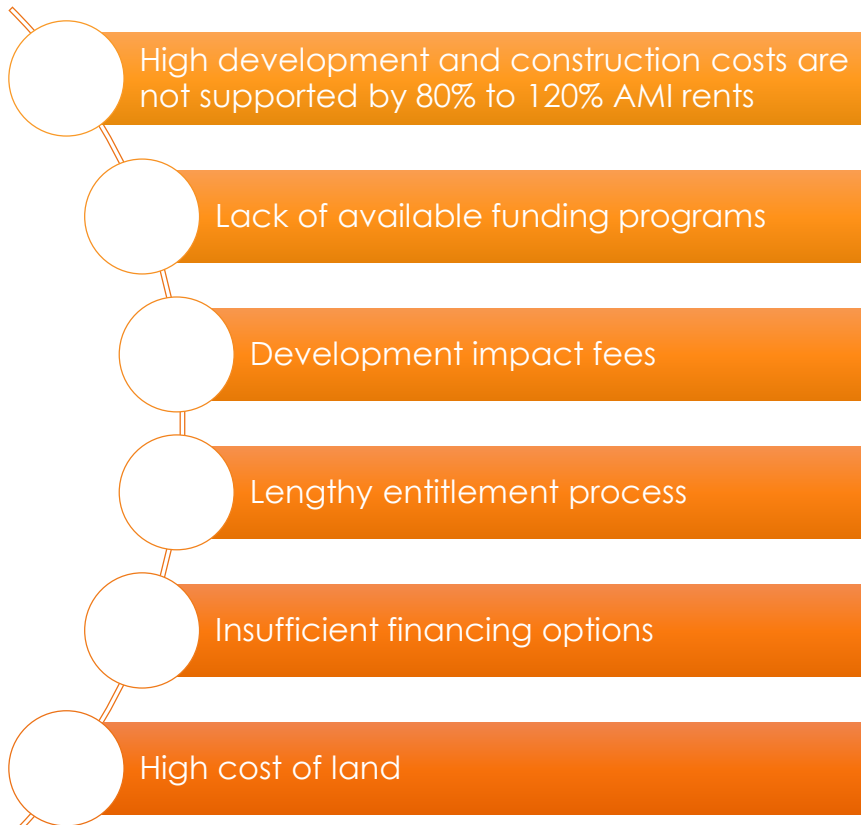 High development and construction costs are
not supported by 80% to 120% AMI rents
Lack of available funding programs
Development impact fees
Lengthy entitlement process
Insufficient financing options
High cost of land